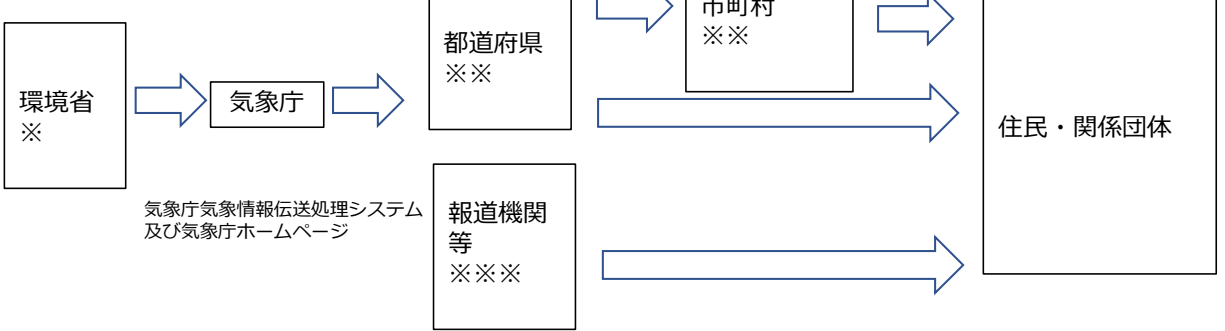 環境省
※
気象庁
気象庁気象情報伝送処理システム
及び気象庁ホームページ
都道府県
※※
報道機関
等
※※※
市町村
※※
住民・関係団体